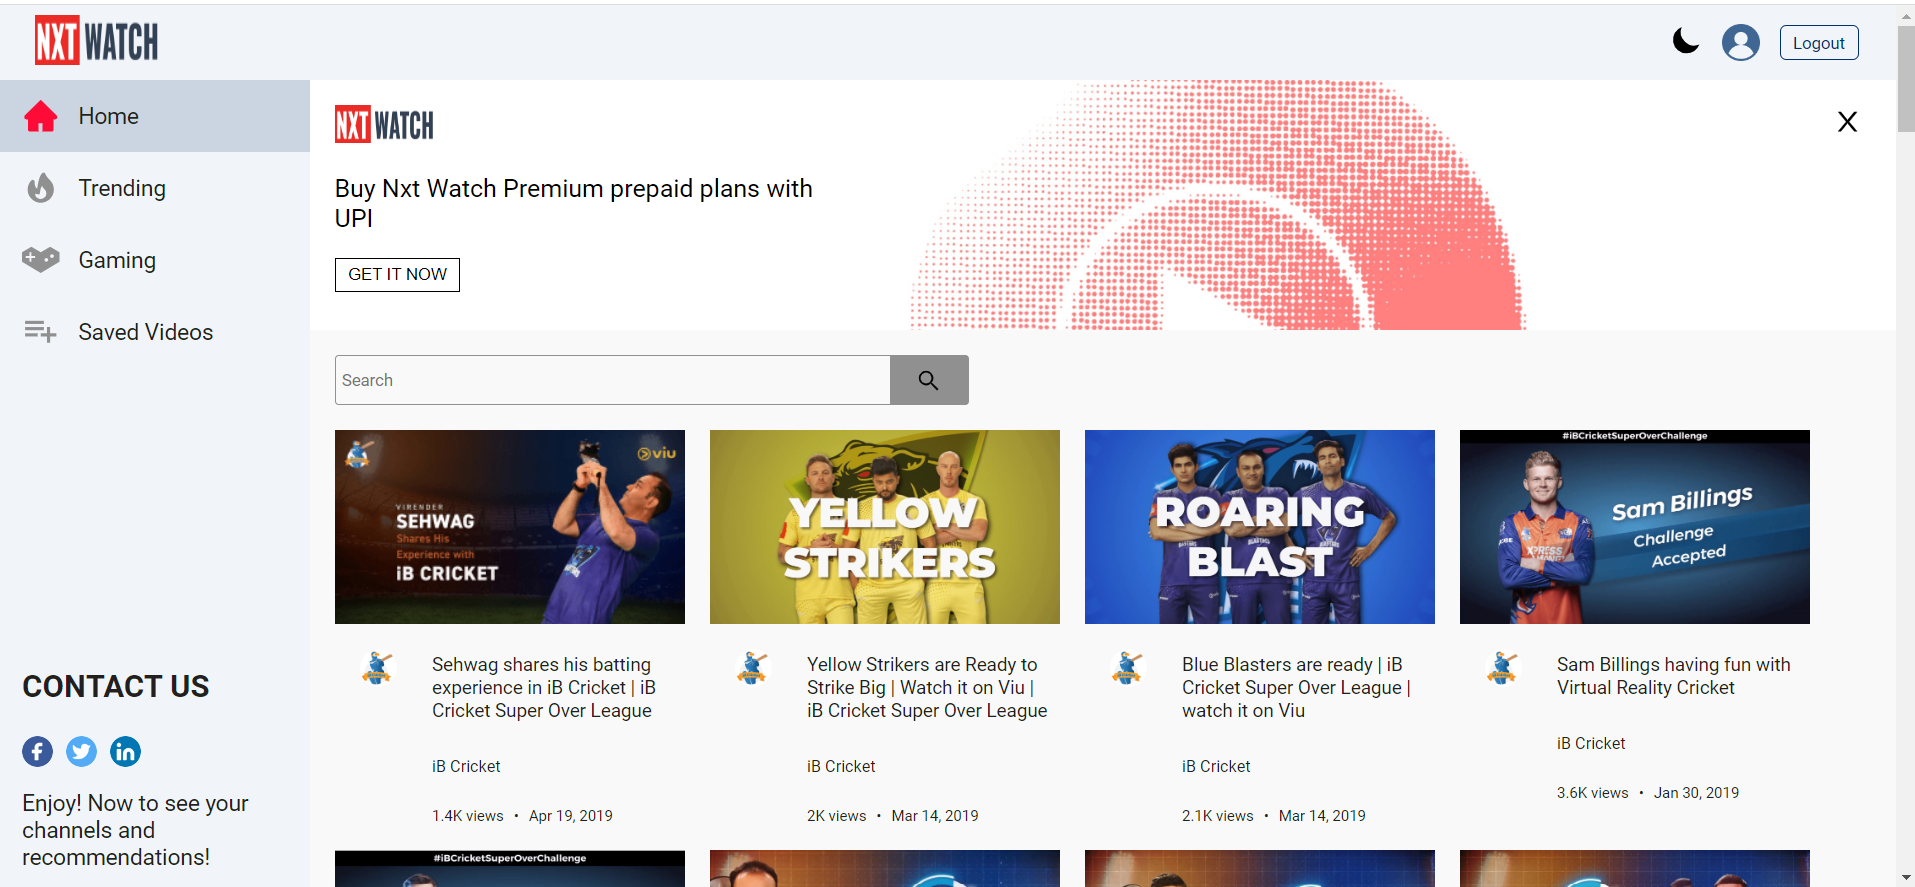 NXT WATCH
Logout
Home
Trending
Gaming
Saved Videos
CONTACT US
Enjoy! Now to see your
channels and
recommendations!
NXT WATCH
X
Buy Nxt Watch Premium prepaid plans with
UPI
GET IT NOW
Search
viu
VIRENDER
SEHWAG
Shares His
Experience with
iB CRICKET
Sehwag shares his batting
experience in iB Cricket | iB
Cricket Super Over League
iB Cricket
1.4K views • Apr 19, 2019
YELLOW
STRIKERS
Yellow Strikers are Ready to
Strike Big | Watch it on Viu |
iB Cricket Super Over League
iB Cricket
2K views • Mar 14, 2019
ROARING
BLAST
Blue Blasters are ready | iB
Cricket Super Over League |
watch it on Viu
iB Cricket
2.1K views • Mar 14, 2019
#iBCricketSuperOverChallenge
Sam Billings
Challenge
Accepted
Sam Billings having fun with
Virtual Reality Cricket
iB Cricket
3.6K views • Jan 30, 2019
#iBCricketSuperOverChallenge